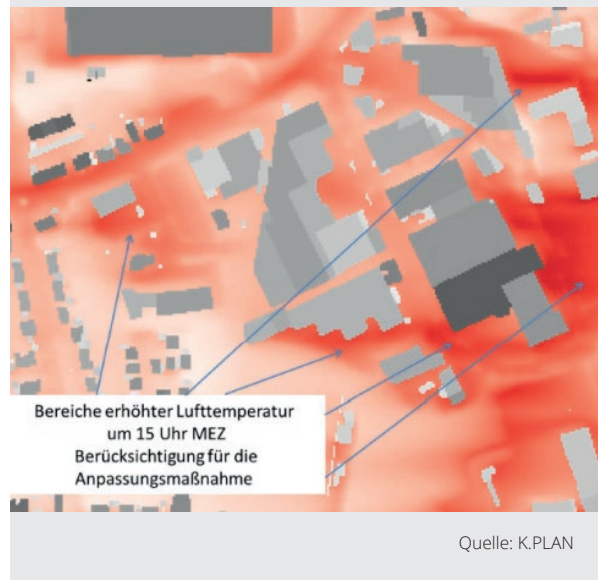 Bereiche erhöhter Lufttemperatur
um 15 Uhr MEZ
Berücksichtigung für die
Anpassungsmaßnahme
Quelle: K.PLAN